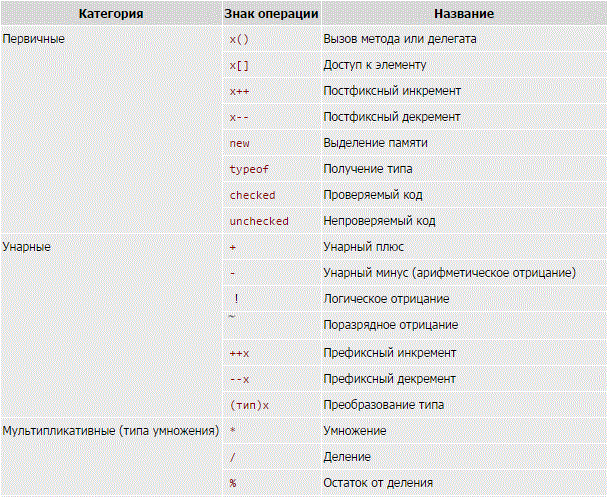 Категория Знак операции Название
Первичные x() Вызов метода или делегата
x[] Доступ к элементу
x++ Постфиксный инкремент
x-- Постфиксный декремент
new Выделение памяти
typeof Получение типа
checked Проверяемый код
unchecked Непроверяемый код
Унарные + Унарный плюс
- Унарный минус (арифметическое отрицание)
! Логическое отрицание
~ Поразрядное отрицание
++x Префиксный инкремент
--x Префиксный декремент
(тип)x Преобразование типа
Мультипликативные (типа умножения) * Умножение
/ Деление
% Остаток от деления